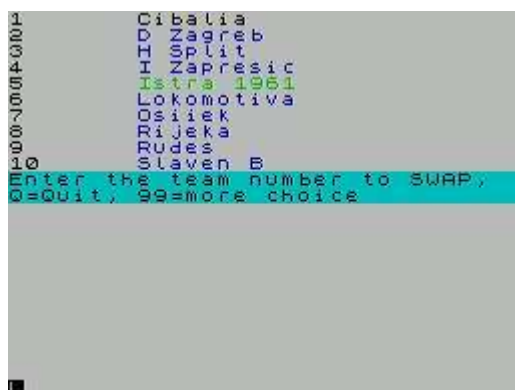 1 Cibalia
2 D Zagreb
3 H Split
4 I Zapresic
5 Istra 1961
6 Lokomotiva
7 Osiiek
8 Rijeka
9 Rudes
10 Slaven B
Enter the team number to SWAP,
Q=Quit, 99=more choice
L